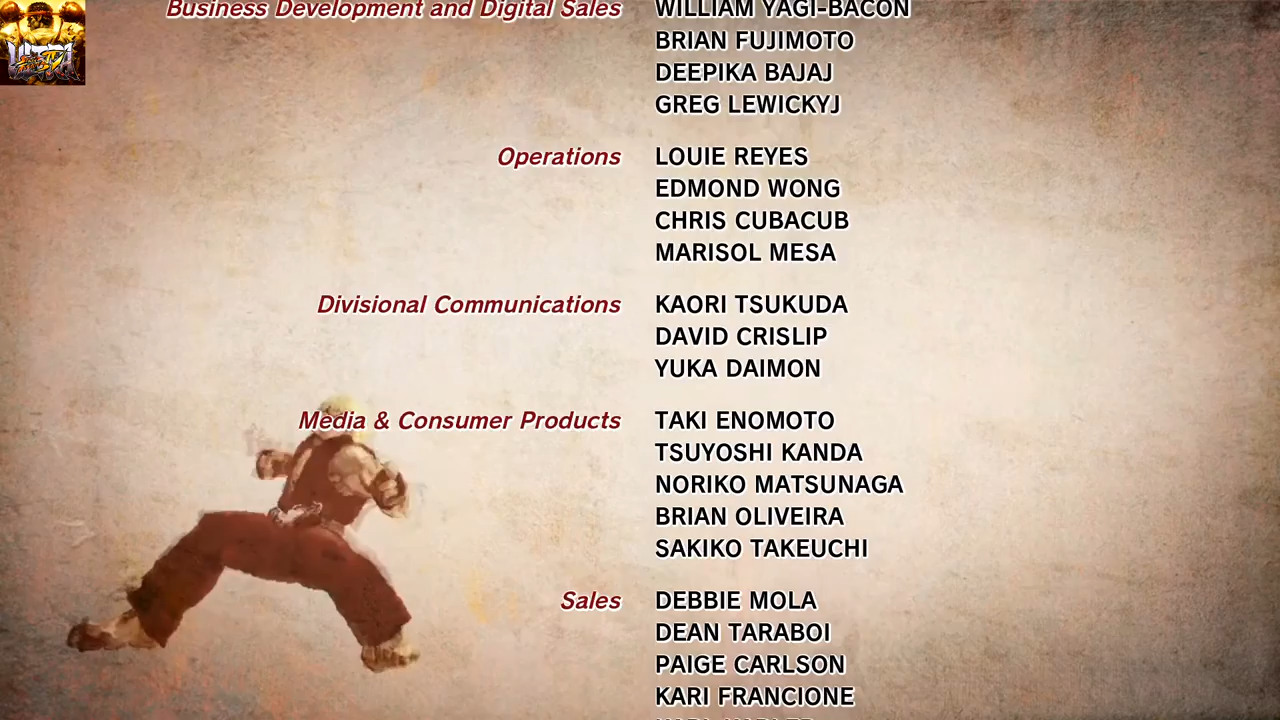 Business Development and Digital Sales WILLIAM YAGI-BACON
BRIAN FUJIMOTO
DEEPIKA BAJAJ
GREG LEWICKYJ
Operations LOUIE REYES
EDMOND WONG
CHRIS CUBACUB
MARISOL MESA
Divisional Communications KAORI TSUKUDA
DAVID CRISLIP
YUKA DAIMON
Media & Consumer Products TAKI ENOMOTO
TSUYOSHI KANDA
NORIKO MATSUNAGA
BRIAN OLIVEIRA
SAKIKO TAKEUCHI
Sales DEBBIE MOLA
DEAN TARABOI
PAIGE CARLSON
KARI FRANCIONE